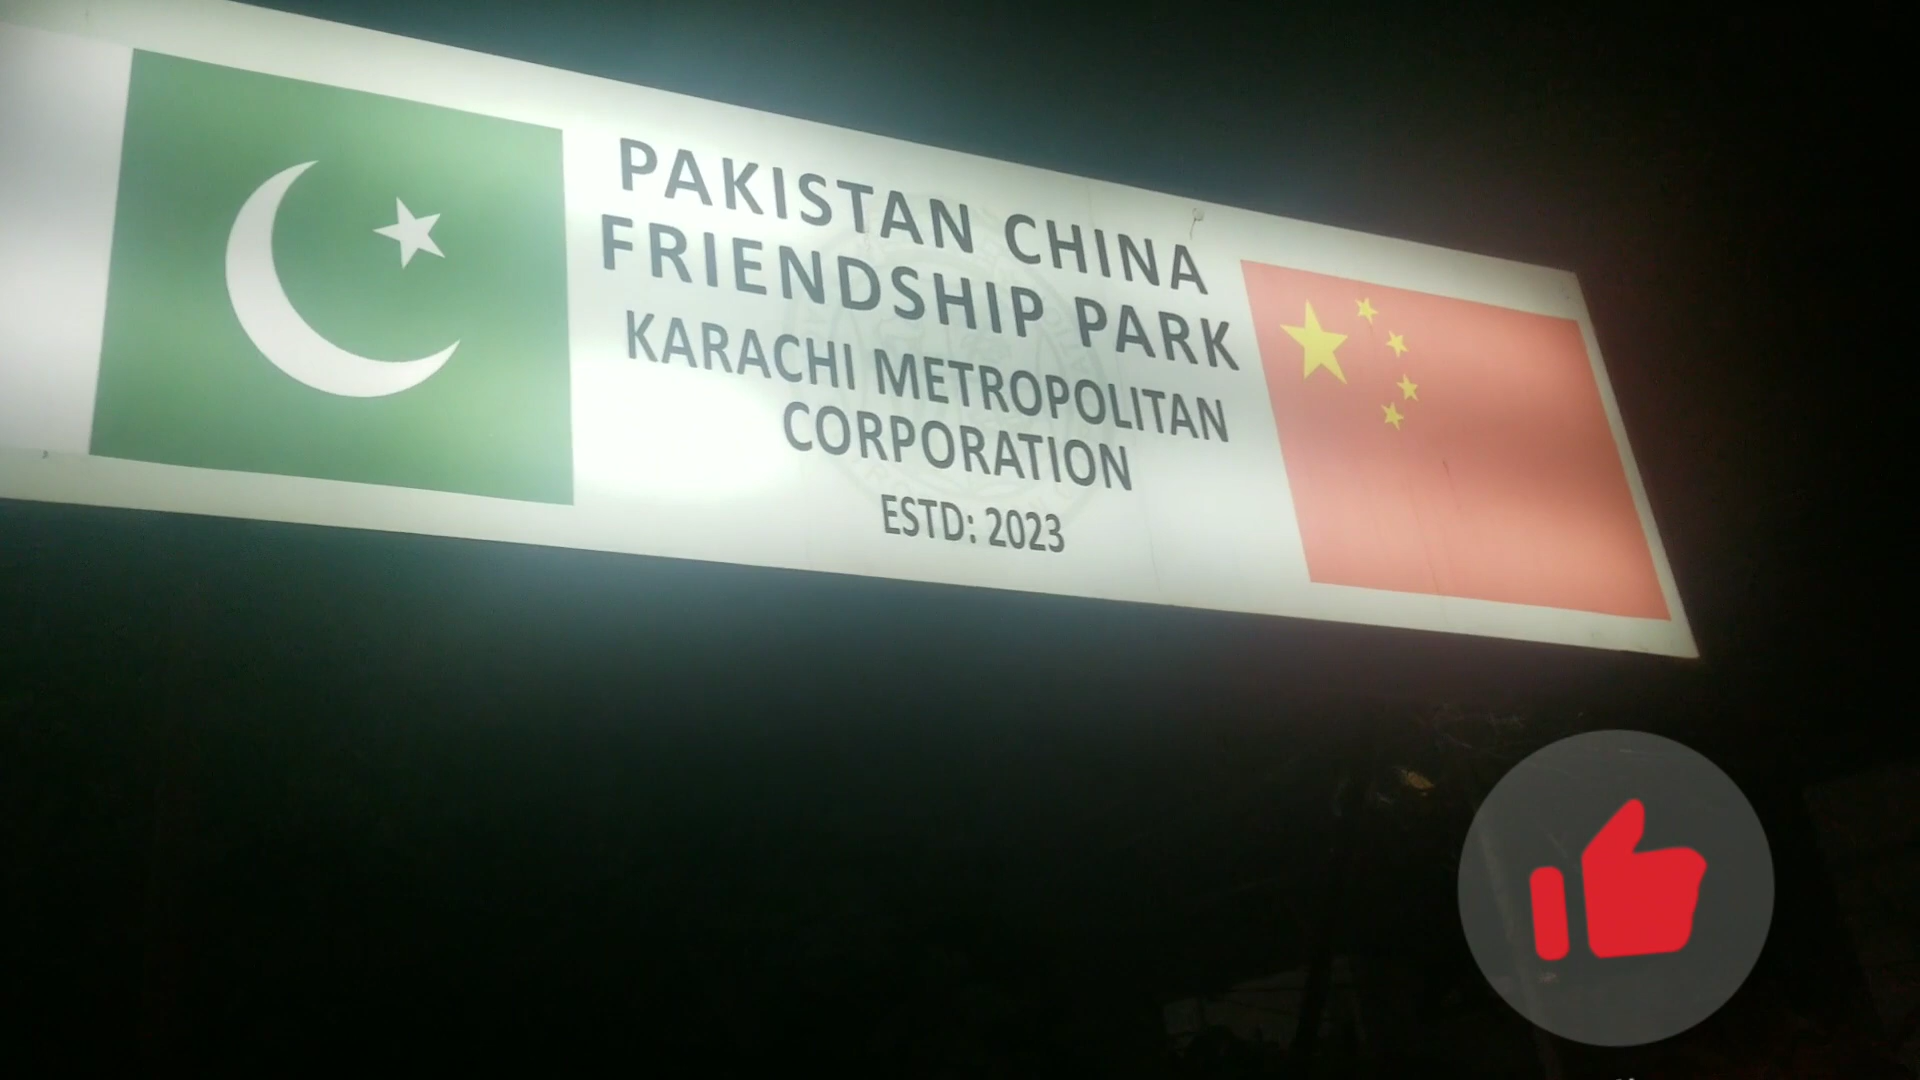 PAKISTAN CHINA
FRIENDSHIP PARK
KARACHI METROPOLITAN
CORPORATION
ESTD: 2023